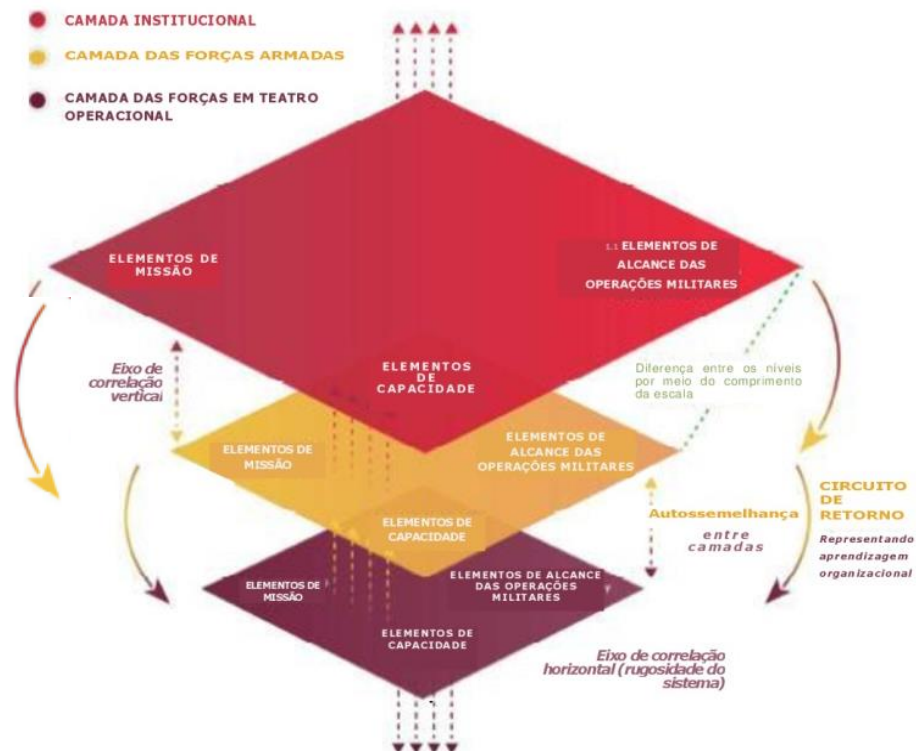 CAMADA INSTITUCIONAL
CAMADA DAS FORÇAS ARMADAS
CAMADA DAS FORÇAS EM TEATRO
OPERACIONAL
ELEMENTOS DE
MISSÃO
1.1 ELEMENTOS DE
ALCANCE DAS
OPERAÇÕES MILITARES
ELEMENTOS
DE
CAPACIDADE
Eixo de
correlação
vertical
Diferença entre os níveis
por meio do comprimento
da escala
ELEMENTOS DE
MISSÃO
ELEMENTOS DE
ALCANCE DAS
OPERAÇÕES MILITARES
ELEMENTOS DE
CAPACIDADE
Autossemelhança
entre
camadas
CIRCUITO
DE
RETORNO
Representando
aprendizagem
organizacional
ELEMENTOS DE
MISSÃO
ELEMENTOS DE ALCANCE
DAS OPERAÇÕES
MILITARES
ELEMENTOS DE
CAPACIDADE
Eixo de correlação
horizontal (rugosidade do
sistema)